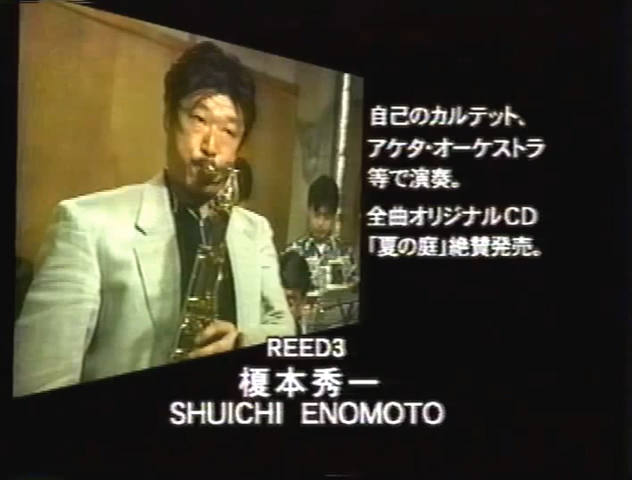 自己のカルテット、
アケタ・オーケストラ
等で演奏。
全曲オリジナルCD
「夏の庭」絶賛発売。
REED3
榎本秀一
SHUICHI ENOMOTO